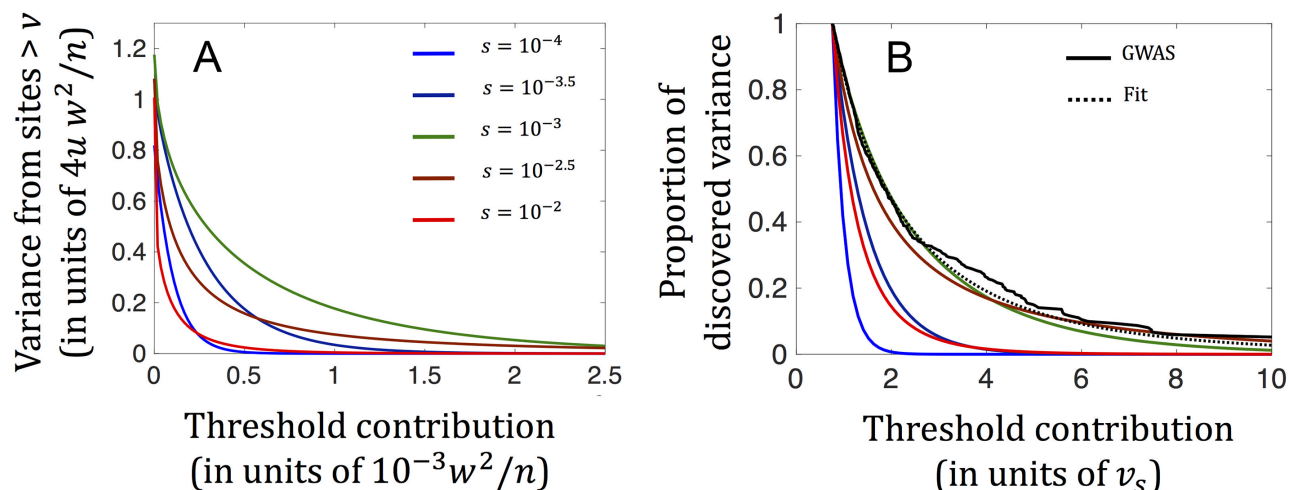 Variance from sites > v
(in units of 4u w²/n)
1.2
1
0.8
0.6
0.4
0.2
0
A
s = 10⁻⁴
s = 10⁻³·⁵
s = 10⁻³
s = 10⁻²·⁵
s = 10⁻²
0 0.5 1 1.5 2 2.5
Threshold contribution
(in units of 10⁻³w²/n)
Proportion of
discovered variance
1
0.8
0.6
0.4
0.2
0
B
GWAS
Fit
0 2 4 6 8 10
Threshold contribution
(in units of vₛ)